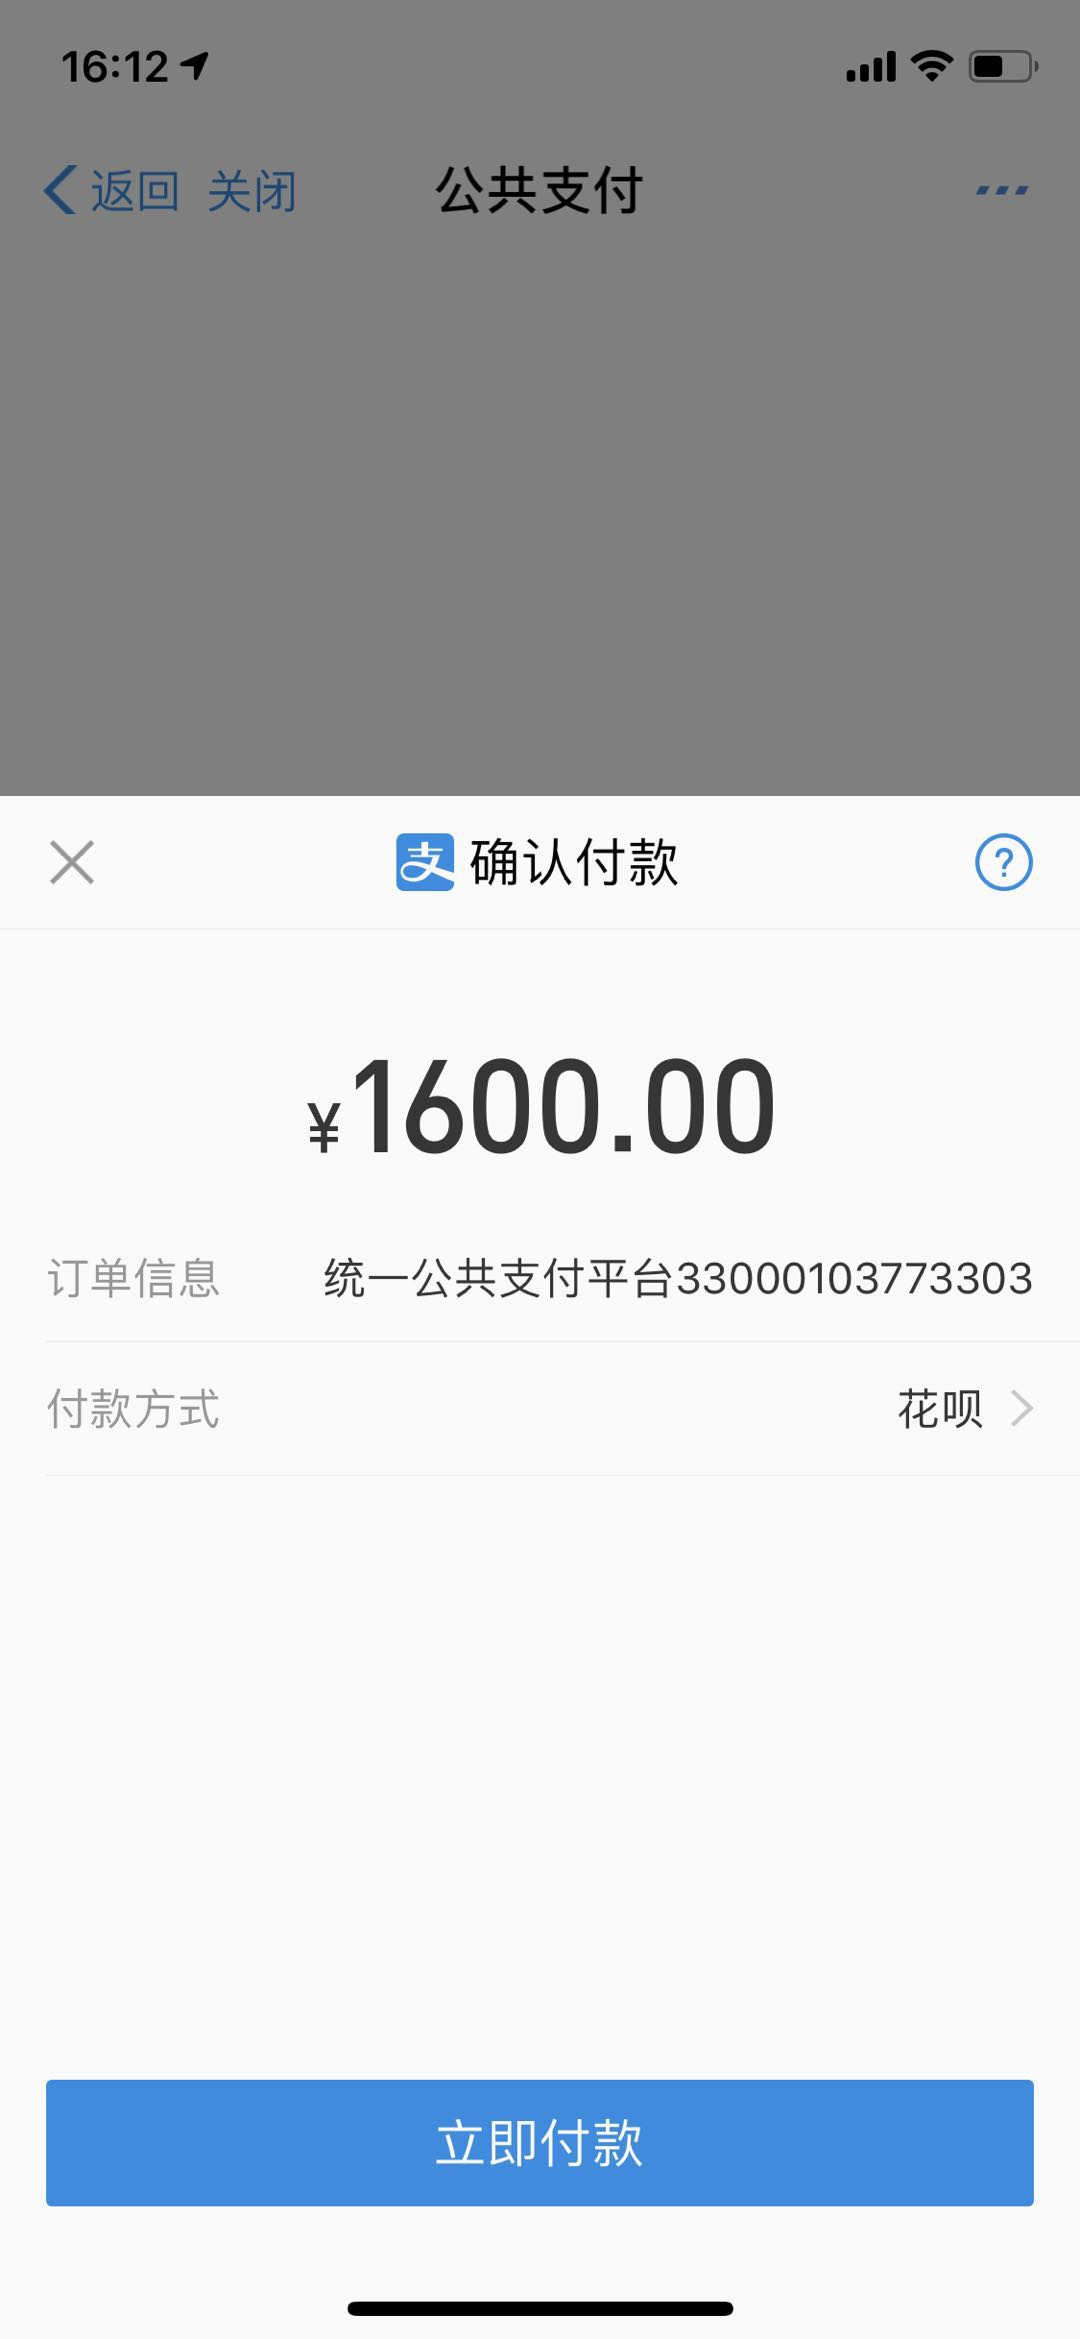 16:12
返回 关闭 公共支付
支 确认付款 ?
¥1600.00
订单信息 统一公共支付平台33000103773303
付款方式 花呗
立即付款